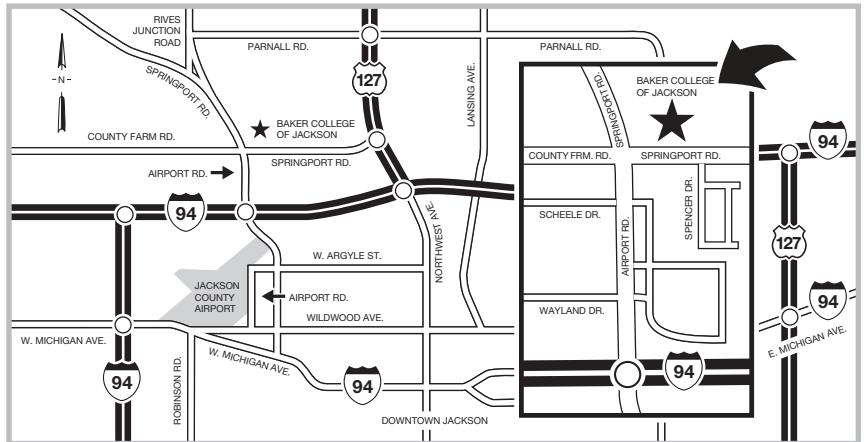 RIVES
JUNCTION
ROAD
PARNALL RD.
PARNALL RD.
-N-
SPRINGPORT RD.
127
LANSING AVE.
SPRINGPORT RD.
BAKER COLLEGE
OF JACKSON
BAKER COLLEGE
OF JACKSON
COUNTY FARM RD.
SPRINGPORT RD.
COUNTY FRM. RD.
SPRINGPORT RD.
94
AIRPORT RD.
94
SPENCER DR.
SCHEELE DR.
NORTHWEST AVE.
AIRPORT RD.
127
W. ARGYLE ST.
JACKSON
COUNTY
AIRPORT
AIRPORT RD.
94
WILDWOOD AVE.
WAYLAND DR.
W. MICHIGAN AVE.
E. MICHIGAN AVE.
W. MICHIGAN AVE.
94
94
94
ROBINSON RD.
DOWNTOWN JACKSON